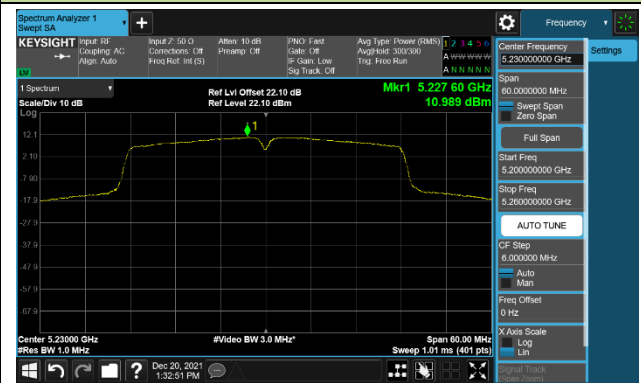 Spectrum Analyzer 1
Swept SA
+
Frequency
KEYSIGHT
Input: RF
Coupling: AC
Align: Auto
Input Z: 50 Ω
Corrections: Off
Freq Ref: Int (S)
Atten: 10 dB
Preamp: Off
PNO: Fast
Gate: Off
IF Gain: Low
Sig Track: Off
Avg Type: Power (RMS)
Avg|Hold: 300/300
Trig: Free Run
1 2 3 4 5 6
A W W W W W
A N N N N N
1 Spectrum
Scale/Div 10 dB
Log
Ref Lvl Offset 22.10 dB
Ref Level 22.10 dBm
Mkr1 5.227 60 GHz
10.989 dBm
1
12.1
2.10
-7.90
-17.9
-27.9
-37.9
-47.9
-57.9
-67.9
Center 5.23000 GHz
#Res BW 1.0 MHz
#Video BW 3.0 MHz*
Span 60.00 MHz
Sweep 1.01 ms (401 pts)
Center Frequency
5.230000000 GHz
Settings
Span
60.0000000 MHz
Swept Span
Zero Span
Full Span
Start Freq
5.200000000 GHz
Stop Freq
5.260000000 GHz
AUTO TUNE
CF Step
6.000000 MHz
Auto
Man
Freq Offset
0 Hz
X Axis Scale
Log
Lin
Signal Track
(Span Zoom)
?
Dec 20, 2021
1:32:51 PM